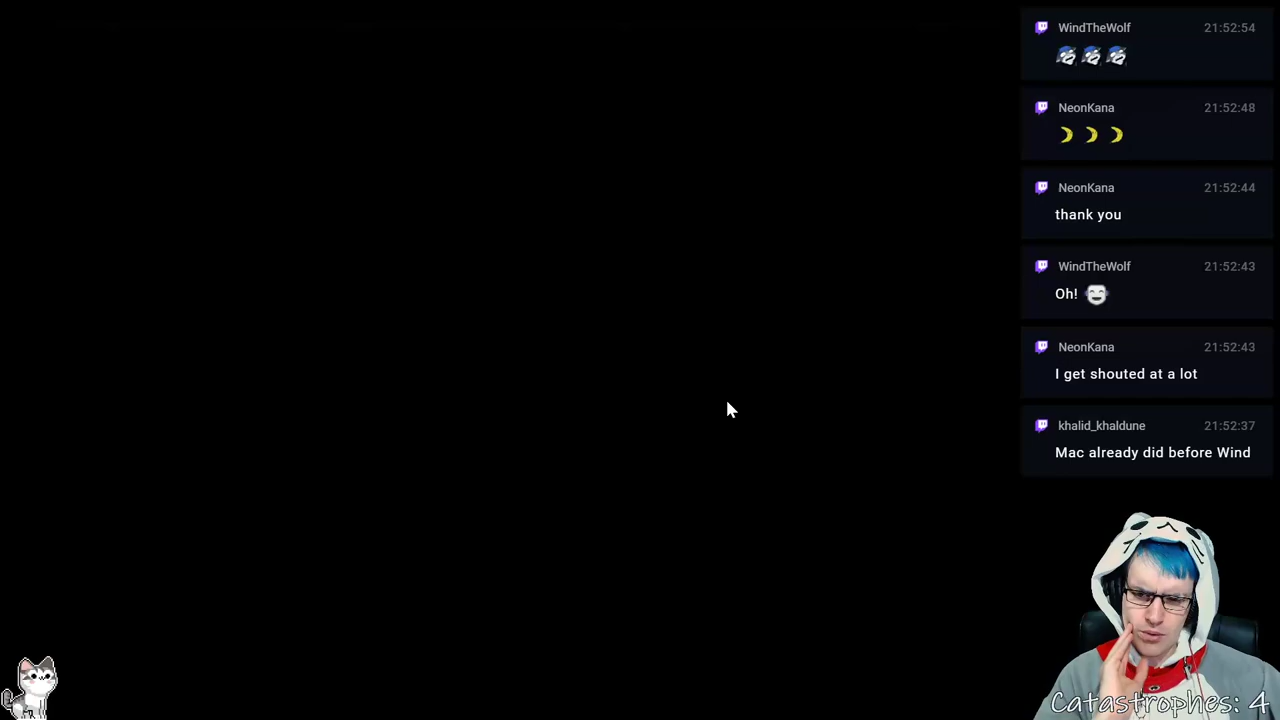 WindTheWolf 21:52:54
NeonKana 21:52:48
NeonKana 21:52:44
thank you
WindTheWolf 21:52:43
Oh!
NeonKana 21:52:43
I get shouted at a lot
khalid_khaldune 21:52:37
Mac already did before Wind
Catastrophes: 4